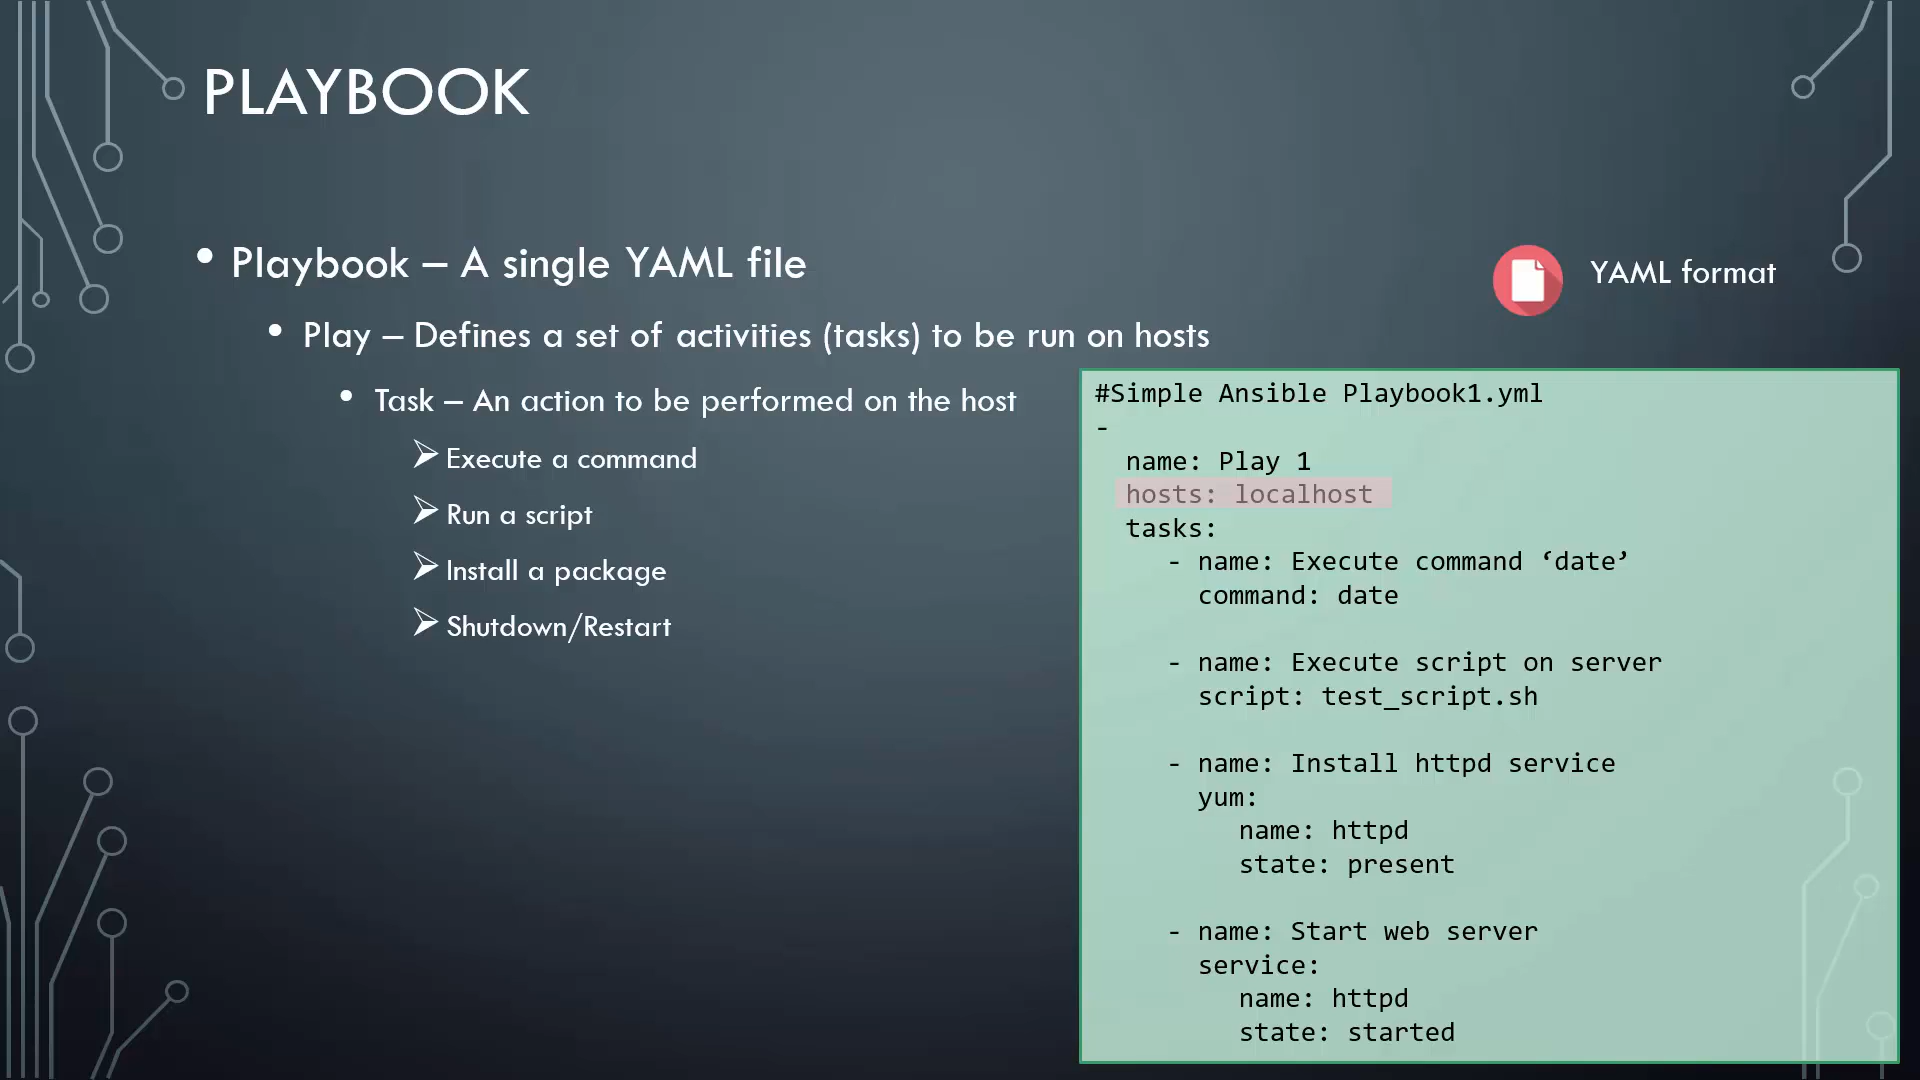 PLAYBOOK
• Playbook – A single YAML file
• Play – Defines a set of activities (tasks) to be run on hosts
• Task – An action to be performed on the host
➢ Execute a command
➢ Run a script
➢ Install a package
➢ Shutdown/Restart
YAML format
#Simple Ansible Playbook1.yml
-
  name: Play 1
  hosts: localhost
  tasks:
     - name: Execute command ‘date’
       command: date
     - name: Execute script on server
       script: test_script.sh
     - name: Install httpd service
       yum:
          name: httpd
          state: present
     - name: Start web server
       service:
          name: httpd
          state: started